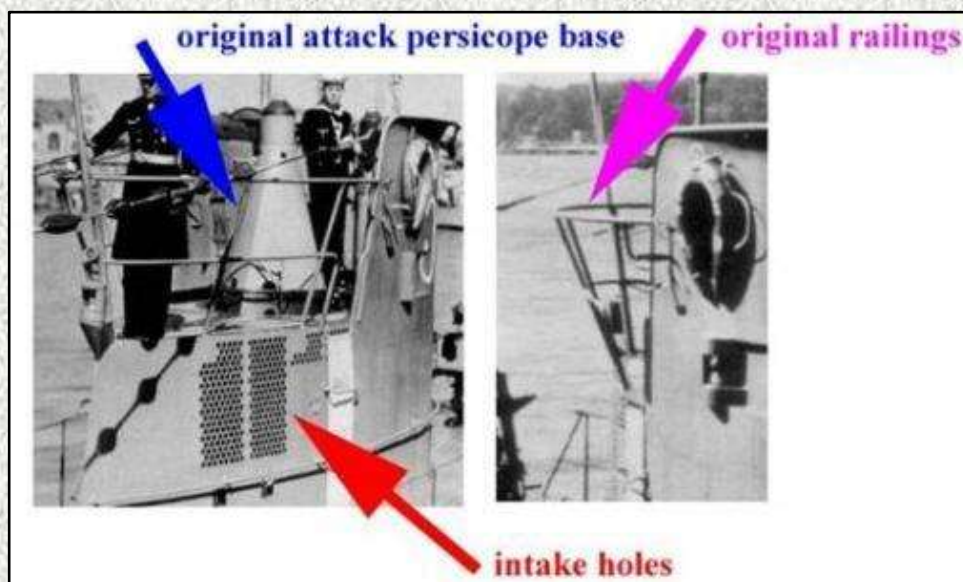 original attack persicope base
original railings
intake holes